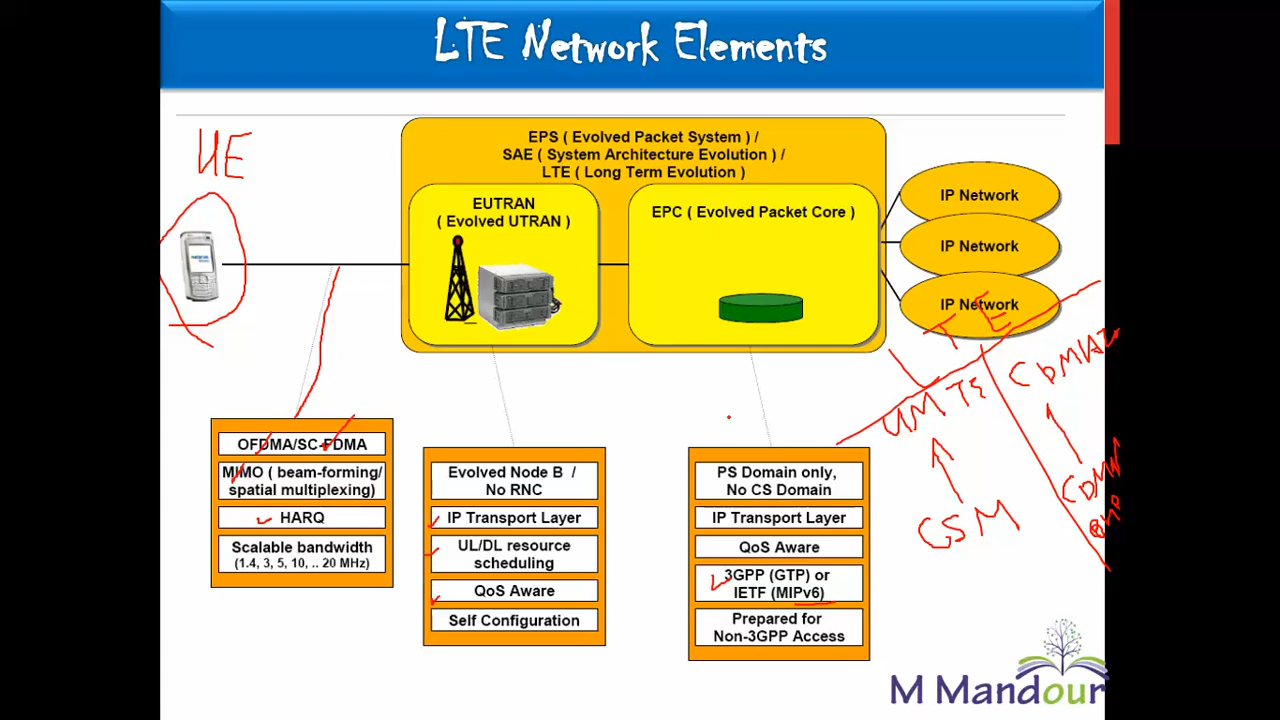 LTE Network Elements
UE
EPS ( Evolved Packet System ) /
SAE ( System Architecture Evolution ) /
LTE ( Long Term Evolution )
EUTRAN
( Evolved UTRAN )
EPC ( Evolved Packet Core )
IP Network
IP Network
IP Network
NOKIA
LTE
UMTS
GSM
OFDMA/SC-FDMA
MIMO ( beam-forming/
spatial multiplexing)
HARQ
Scalable bandwidth
(1.4, 3, 5, 10, .. 20 MHz)
Evolved Node B /
No RNC
IP Transport Layer
UL/DL resource
scheduling
QoS Aware
Self Configuration
PS Domain only,
No CS Domain
IP Transport Layer
QoS Aware
3GPP (GTP) or
IETF (MIPv6)
Prepared for
Non-3GPP Access
M Mandour